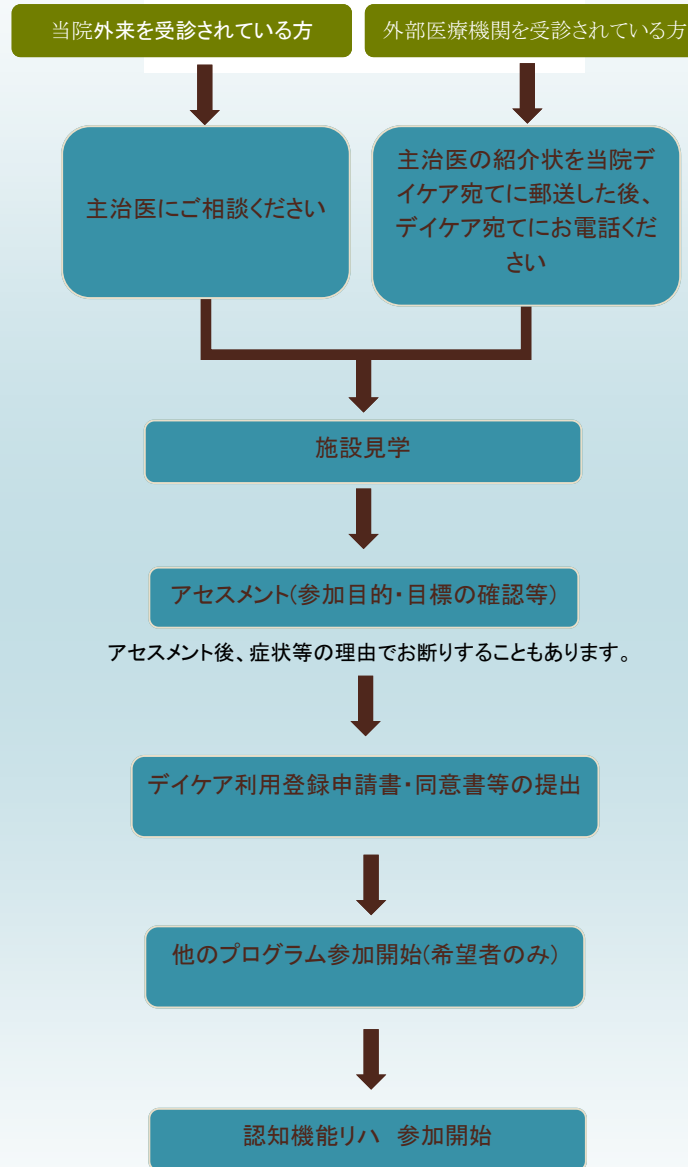 当院外来を受診されている方
外部医療機関を受診されている方
主治医にご相談ください
主治医の紹介状を当院デ
イケア宛てに郵送した後、
デイケア宛てにお電話くだ
さい
施設見学
アセスメント(参加目的・目標の確認等)
アセスメント後、症状等の理由でお断りすることもあります。
デイケア利用登録申請書・同意書等の提出
他のプログラム参加開始(希望者のみ)
認知機能リハ 参加開始